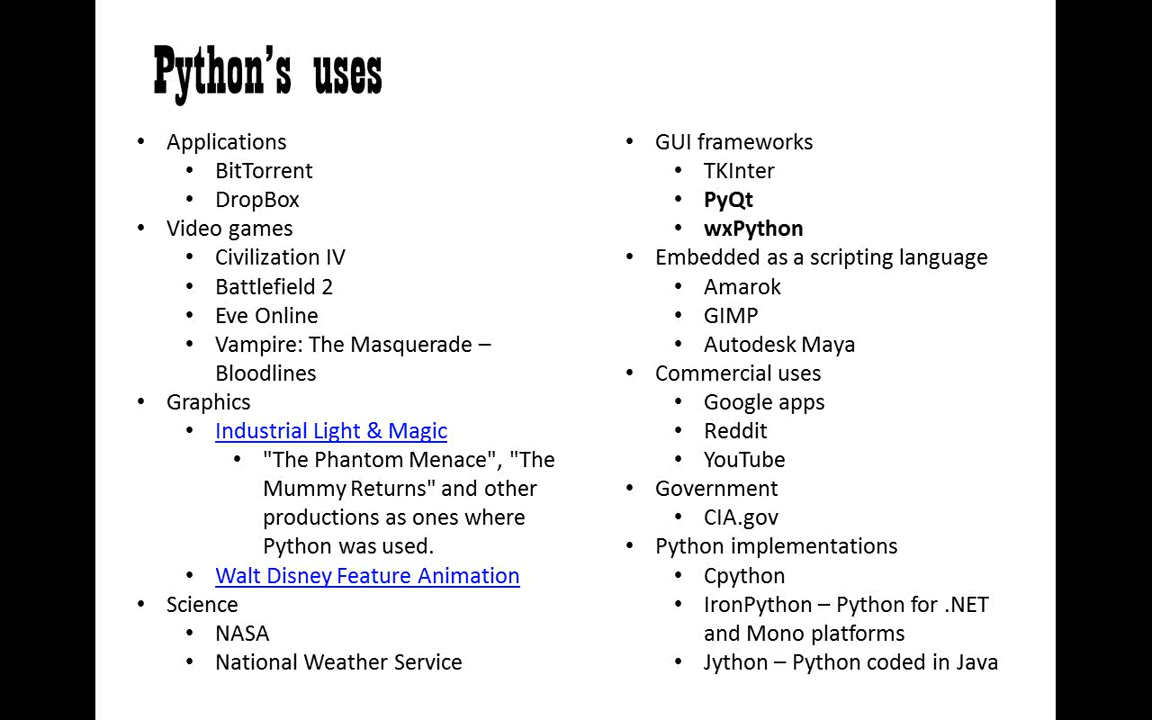 Python's uses
• Applications
• BitTorrent
• DropBox
• Video games
• Civilization IV
• Battlefield 2
• Eve Online
• Vampire: The Masquerade –
Bloodlines
• Graphics
• Industrial Light & Magic
• "The Phantom Menace", "The
Mummy Returns" and other
productions as ones where
Python was used.
• Walt Disney Feature Animation
• Science
• NASA
• National Weather Service
• GUI frameworks
• TKInter
• PyQt
• wxPython
• Embedded as a scripting language
• Amarok
• GIMP
• Autodesk Maya
• Commercial uses
• Google apps
• Reddit
• YouTube
• Government
• CIA.gov
• Python implementations
• Cpython
• IronPython – Python for .NET
and Mono platforms
• Jython – Python coded in Java